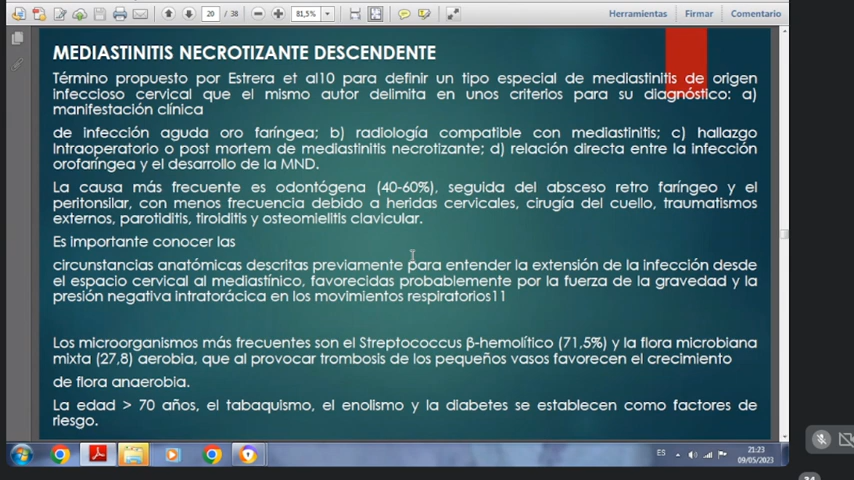 20 / 38
81,5%
Herramientas
Firmar
Comentario
MEDIASTINITIS NECROTIZANTE DESCENDENTE
Término propuesto por Estrera et al10 para definir un tipo especial de mediastinitis de origen
infeccioso cervical que el mismo autor delimita en unos criterios para su diagnóstico: a)
manifestación clínica
de infección aguda oro faríngea; b) radiología compatible con mediastinitis; c) hallazgo
Intraoperatorio o post mortem de mediastinitis necrotizante; d) relación directa entre la infección
orofaríngea y el desarrollo de la MND.
La causa más frecuente es odontógena (40-60%), seguida del absceso retro faríngeo y el
peritonsilar, con menos frecuencia debido a heridas cervicales, cirugía del cuello, traumatismos
externos, parotiditis, tiroiditis y osteomielitis clavicular.
Es importante conocer las
circunstancias anatómicas descritas previamente para entender la extensión de la infección desde
el espacio cervical al mediastínico, favorecidas probablemente por la fuerza de la gravedad y la
presión negativa intratorácica en los movimientos respiratorios11
Los microorganismos más frecuentes son el Streptococcus β-hemolítico (71,5%) y la flora microbiana
mixta (27,8) aerobia, que al provocar trombosis de los pequeños vasos favorecen el crecimiento
de flora anaerobia.
La edad > 70 años, el tabaquismo, el enolismo y la diabetes se establecen como factores de
riesgo.
ES
21:23
09/05/2023